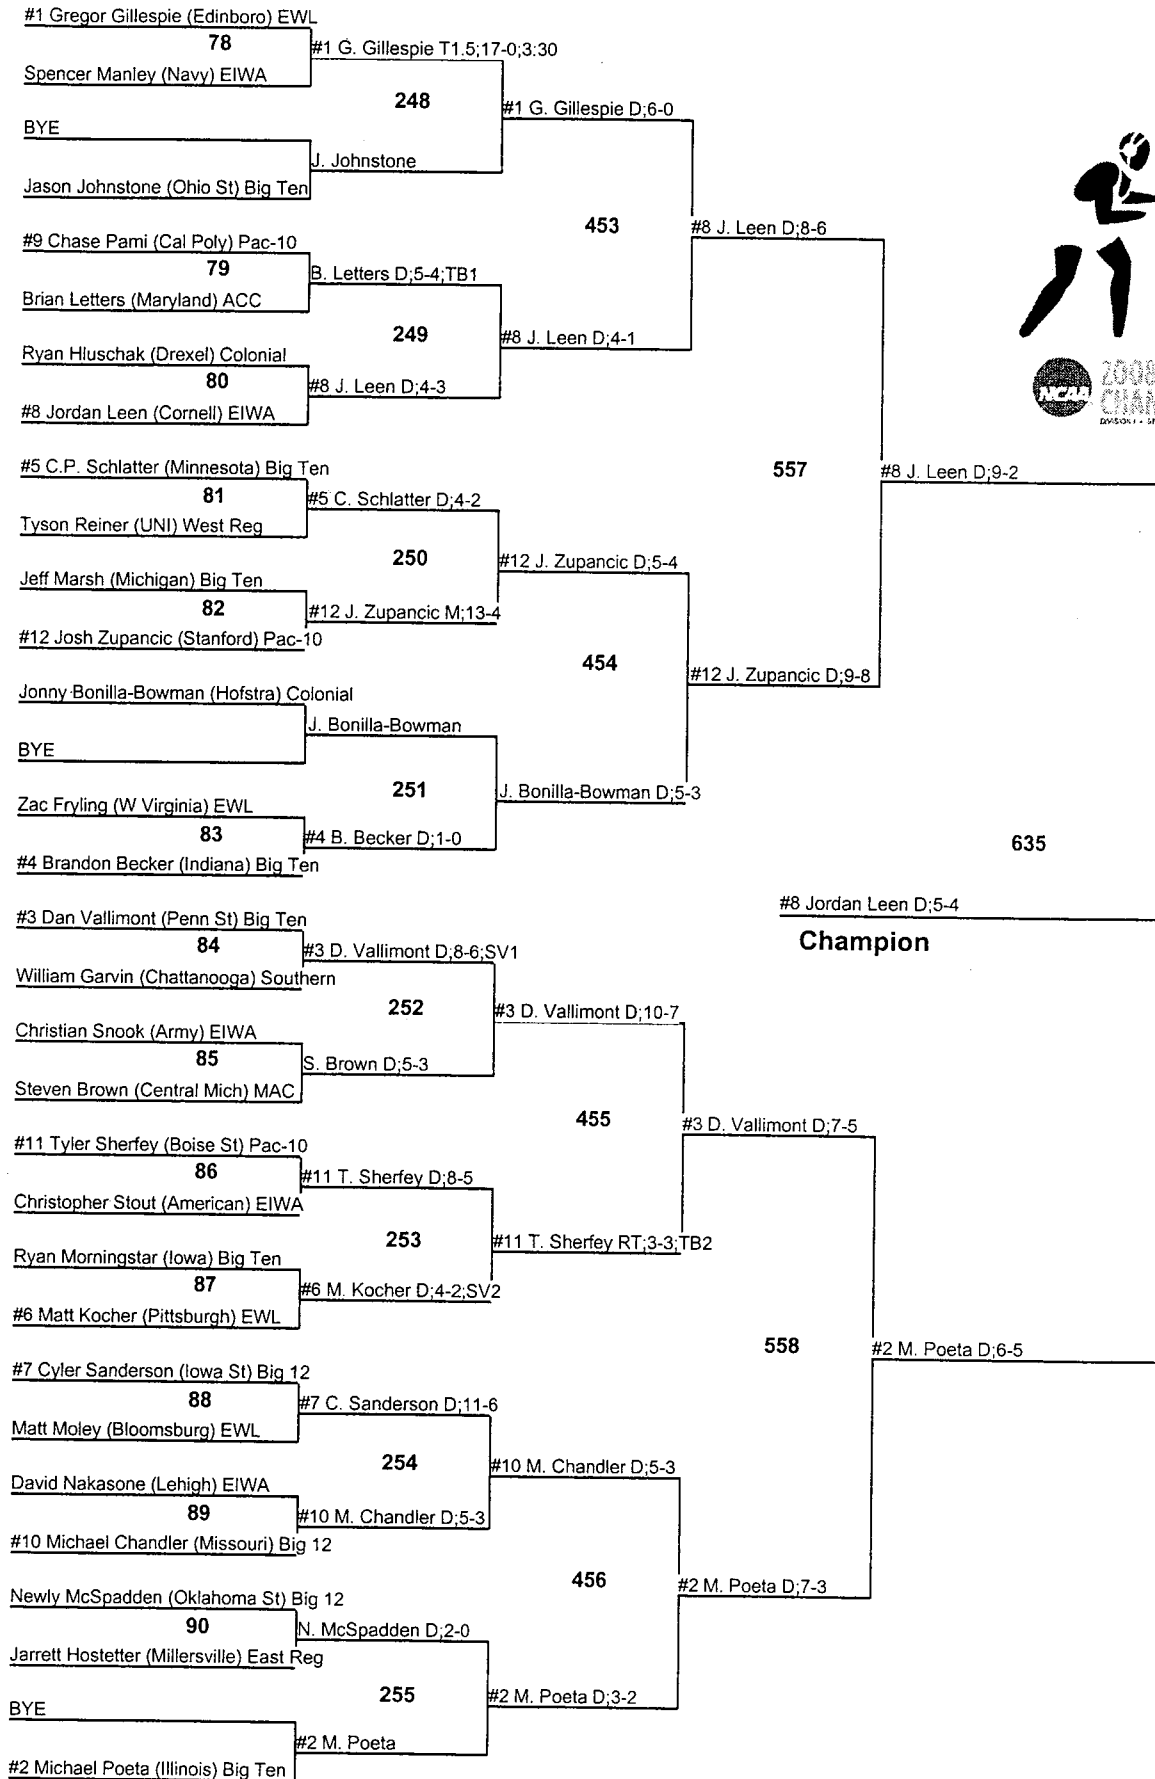 #1 Gregor Gillespie (Edinboro) EWL
78
#1 G. Gillespie T1.5;17-0;3:30
Spencer Manley (Navy) EIWA
248
#1 G. Gillespie D;6-0
BYE
J. Johnstone
Jason Johnstone (Ohio St) Big Ten
453
#8 J. Leen D;8-6
#9 Chase Pami (Cal Poly) Pac-10
79
B. Letters D;5-4;TB1
Brian Letters (Maryland) ACC
249
#8 J. Leen D;4-1
Ryan Hluschak (Drexel) Colonial
80
#8 J. Leen D;4-3
#8 Jordan Leen (Cornell) EIWA
NCAA
2008
CHAM
557
#8 J. Leen D;9-2
#5 C.P. Schlatter (Minnesota) Big Ten
81
#5 C. Schlatter D;4-2
Tyson Reiner (UNI) West Reg
250
#12 J. Zupancic D;5-4
Jeff Marsh (Michigan) Big Ten
82
#12 J. Zupancic M;13-4
#12 Josh Zupancic (Stanford) Pac-10
454
#12 J. Zupancic D;9-8
Jonny Bonilla-Bowman (Hofstra) Colonial
J. Bonilla-Bowman
BYE
251
J. Bonilla-Bowman D;5-3
Zac Fryling (W Virginia) EWL
83
#4 B. Becker D;1-0
#4 Brandon Becker (Indiana) Big Ten
635
#8 Jordan Leen D;5-4
Champion
#3 Dan Vallimont (Penn St) Big Ten
84
#3 D. Vallimont D;8-6;SV1
William Garvin (Chattanooga) Southern
252
#3 D. Vallimont D;10-7
Christian Snook (Army) EIWA
85
S. Brown D;5-3
Steven Brown (Central Mich) MAC
455
#3 D. Vallimont D;7-5
#11 Tyler Sherfey (Boise St) Pac-10
86
#11 T. Sherfey D;8-5
Christopher Stout (American) EIWA
253
#11 T. Sherfey RT;3-3;TB2
Ryan Morningstar (Iowa) Big Ten
87
#6 M. Kocher D;4-2;SV2
#6 Matt Kocher (Pittsburgh) EWL
558
#2 M. Poeta D;6-5
#7 Cyler Sanderson (Iowa St) Big 12
88
#7 C. Sanderson D;11-6
Matt Moley (Bloomsburg) EWL
254
#10 M. Chandler D;5-3
David Nakasone (Lehigh) EIWA
89
#10 M. Chandler D;5-3
#10 Michael Chandler (Missouri) Big 12
456
#2 M. Poeta D;7-3
Newly McSpadden (Oklahoma St) Big 12
90
N. McSpadden D;2-0
Jarrett Hostetter (Millersville) East Reg
255
#2 M. Poeta D;3-2
BYE
#2 M. Poeta
#2 Michael Poeta (Illinois) Big Ten